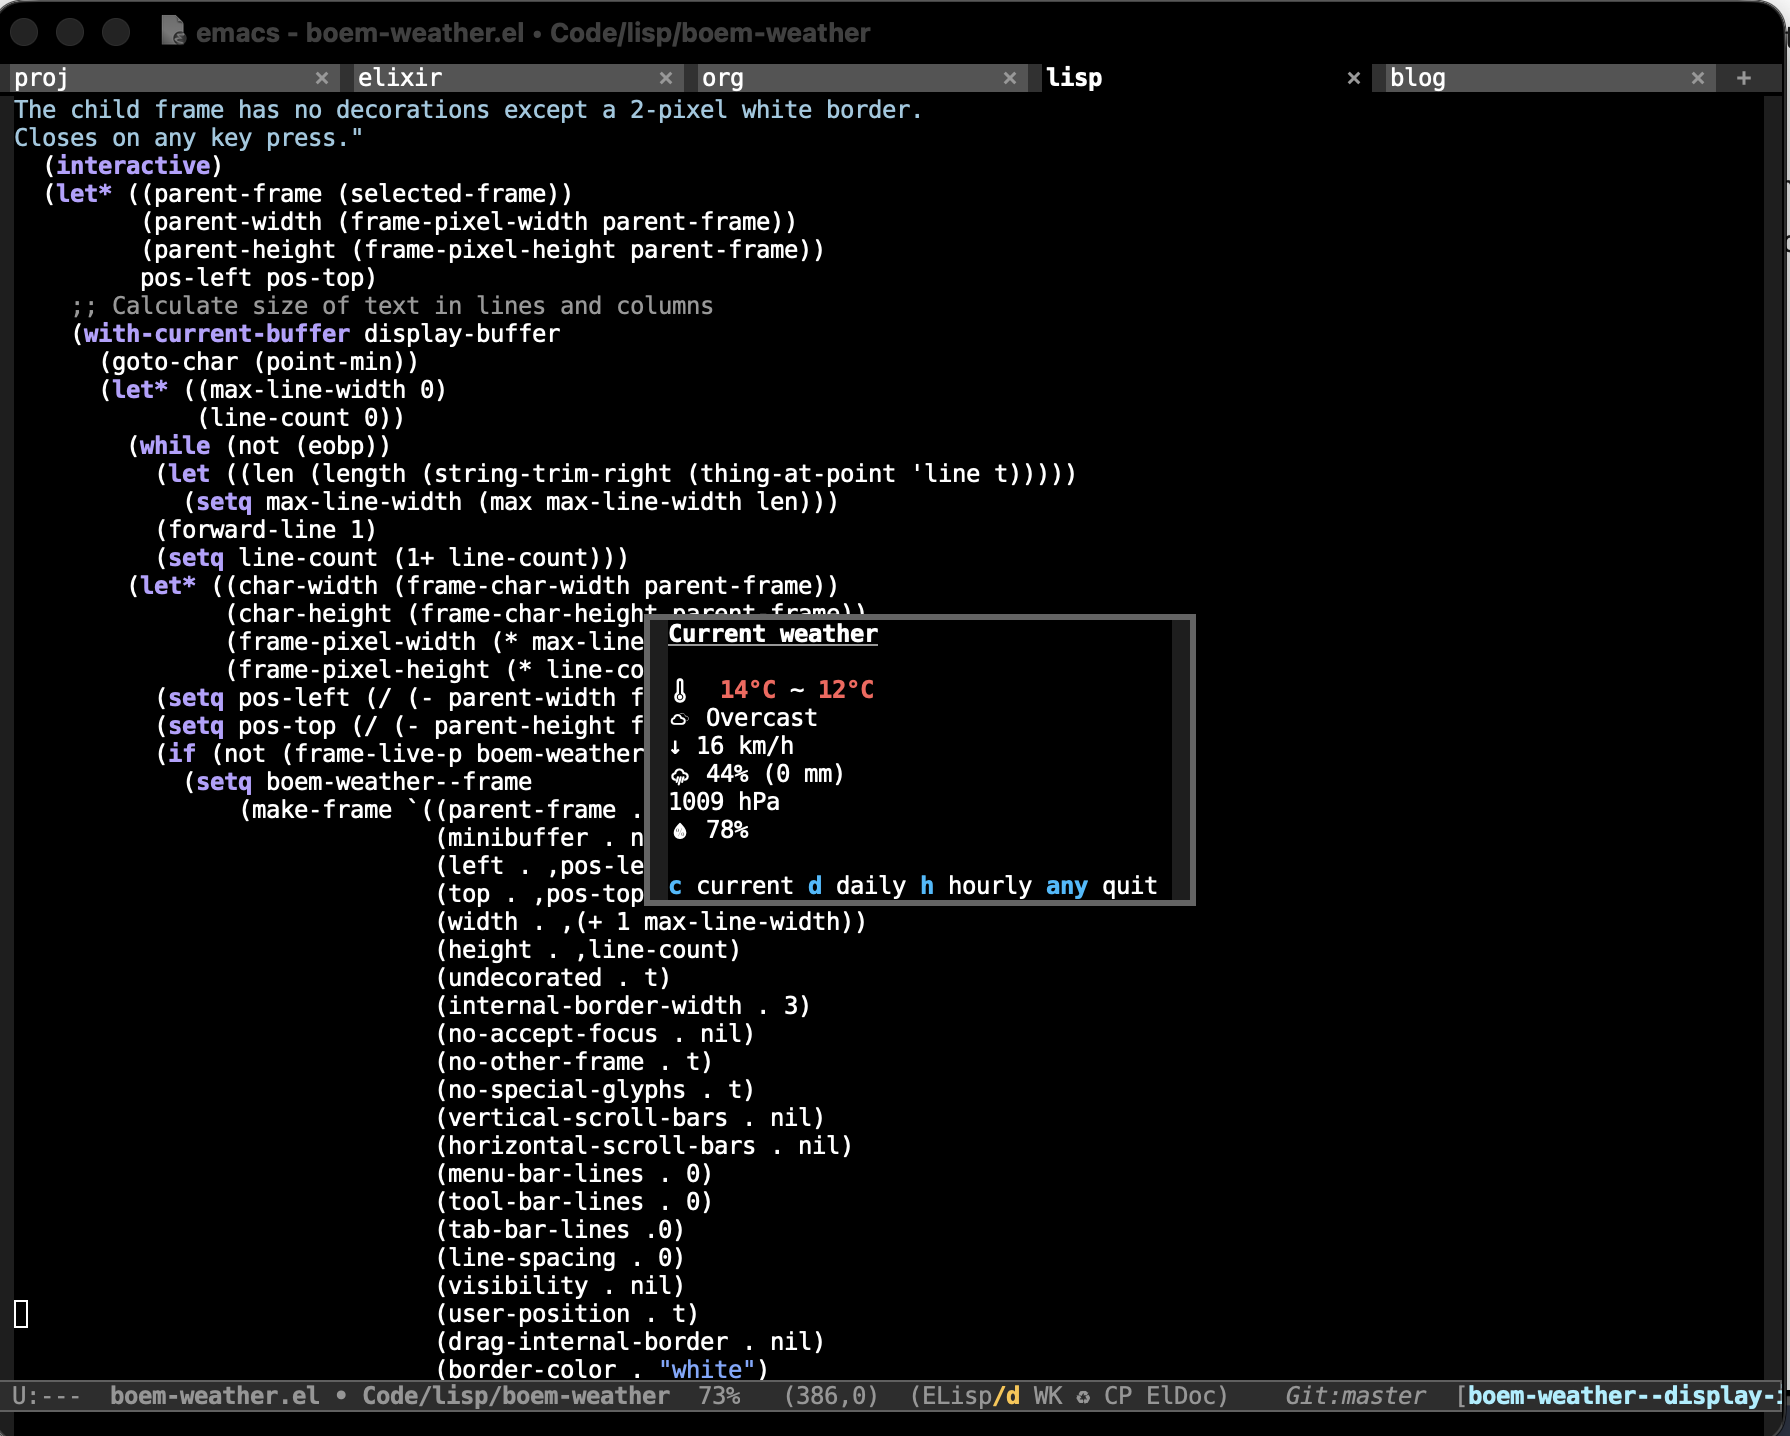 emacs - boem-weather.el • Code/lisp/boem-weather
proj × elixir × org × lisp × blog × +
The child frame has no decorations except a 2-pixel white border.
Closes on any key press."
(interactive)
(let* ((parent-frame (selected-frame))
(parent-width (frame-pixel-width parent-frame))
(parent-height (frame-pixel-height parent-frame))
pos-left pos-top)
;; Calculate size of text in lines and columns
(with-current-buffer display-buffer
(goto-char (point-min))
(let* ((max-line-width 0)
(line-count 0))
(while (not (eobp))
(let ((len (length (string-trim-right (thing-at-point 'line t)))))
(setq max-line-width (max max-line-width len)))
(forward-line 1)
(setq line-count (1+ line-count)))
(let* ((char-width (frame-char-width parent-frame))
(char-height (frame-char-height parent-frame))
(frame-pixel-width (* max-line
(frame-pixel-height (* line-co
(setq pos-left (/ (- parent-width f
(setq pos-top (/ (- parent-height f
(if (not (frame-live-p boem-weather
(setq boem-weather--frame
(make-frame `((parent-frame .
(minibuffer . n
(left . ,pos-le
(top . ,pos-top
(width . ,(+ 1 max-line-width))
(height . ,line-count)
(undecorated . t)
(internal-border-width . 3)
(no-accept-focus . nil)
(no-other-frame . t)
(no-special-glyphs . t)
(vertical-scroll-bars . nil)
(horizontal-scroll-bars . nil)
(menu-bar-lines . 0)
(tool-bar-lines . 0)
(tab-bar-lines .0)
(line-spacing . 0)
(visibility . nil)
(user-position . t)
(drag-internal-border . nil)
(border-color . "white")
Current weather
14°C ~ 12°C
Overcast
↓ 16 km/h
44% (0 mm)
1009 hPa
78%
c current d daily h hourly any quit
U:--- boem-weather.el • Code/lisp/boem-weather 73% (386,0) (ELisp/d WK ♻ CP ElDoc) Git:master [boem-weather--display-